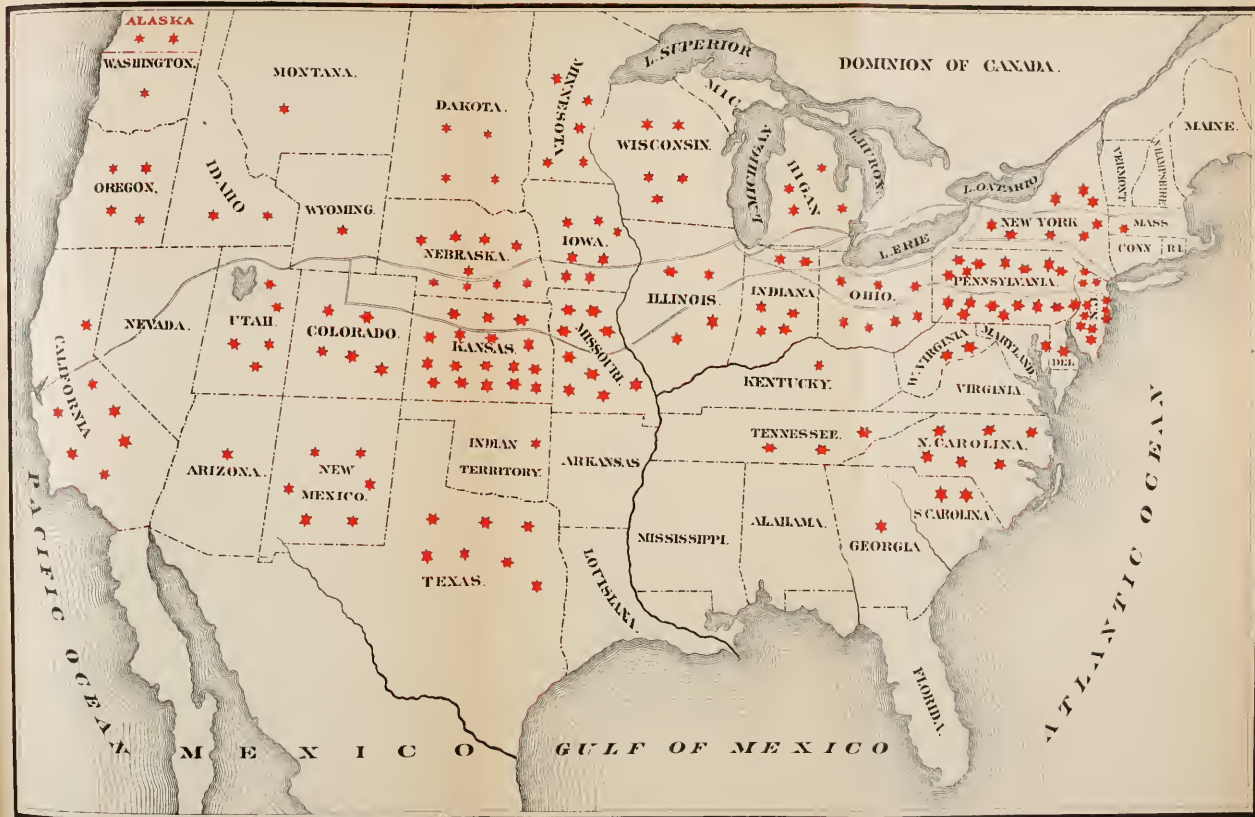 ALASKA
WASHINGTON.
MONTANA.
DAKOTA.
MINNESOTA
L. SUPERIOR
DOMINION OF CANADA.
MIC
HIGAN
WISCONSIN.
L. MICHIGAN
L. HURON
L. ONTARIO
L. ERIE
MAINE.
VERMONT
N. HAMPSHIRE
MASS
CONN
R I.
NEW YORK
OREGON.
IDAHO
WYOMING.
NEBRASKA.
IOWA.
ILLINOIS.
INDIANA
OHIO.
PENNSYLVANIA.
N.J.
CALIFORNIA
NEVADA.
UTAH.
COLORADO.
KANSAS.
MISSOURI.
KENTUCKY.
W. VIRGINIA
MARYLAND
DEL
VIRGINIA.
ARIZONA.
NEW
MEXICO.
INDIAN
TERRITORY.
ARKANSAS
TENNESSEE.
N. CAROLINA.
S CAROLINA
TEXAS.
LOUISIANA.
MISSISSIPPI.
ALABAMA.
GEORGIA
FLORIDA.
PACIFIC OCEAN
MEXICO
GULF OF MEXICO
ATLANTIC OCEAN